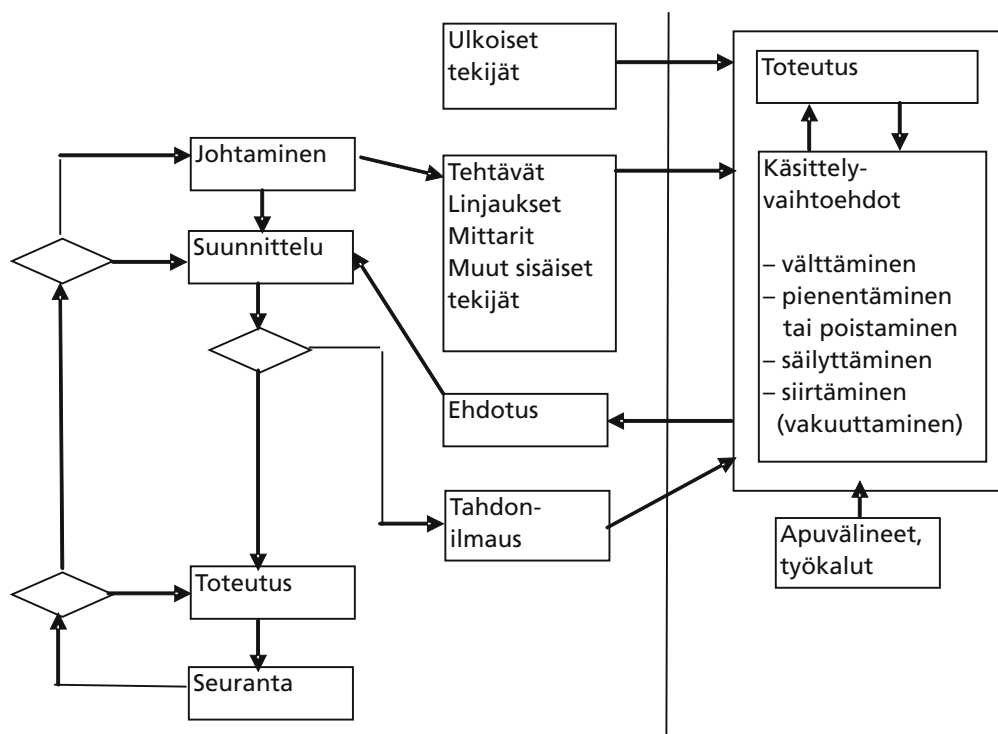 Ulkoiset
tekijät
Toteutus
Johtaminen
Tehtävät
Linjaukset
Mittarit
Muut sisäiset
tekijät
Käsittely-
vaihtoehdot
– välttäminen
– pienentäminen
tai poistaminen
– säilyttäminen
– siirtäminen
(vakuuttaminen)
Suunnittelu
Ehdotus
Tahdon-
ilmaus
Apuvälineet,
työkalut
Toteutus
Seuranta